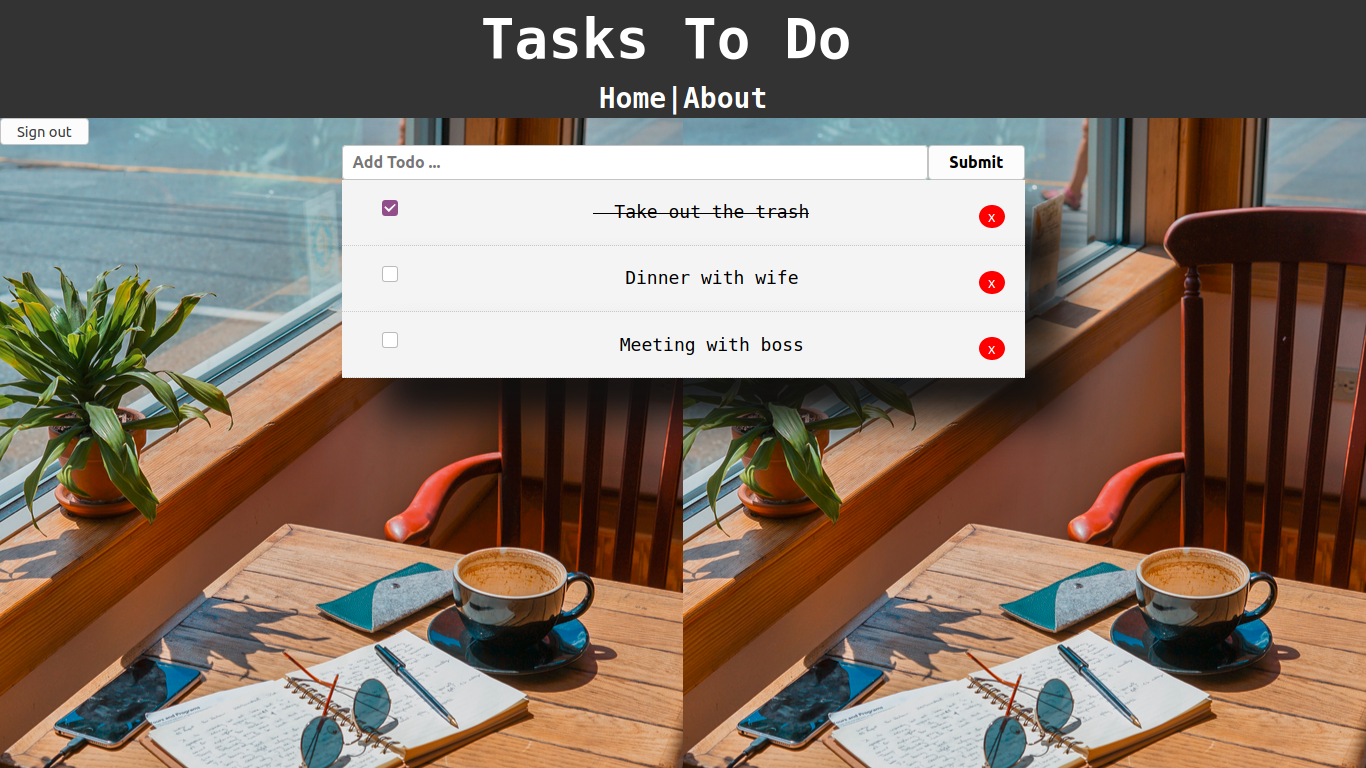 Tasks To Do
Home|About
Sign out
Add Todo ...
Submit
Take out the trash
x
Dinner with wife
x
Meeting with boss
x